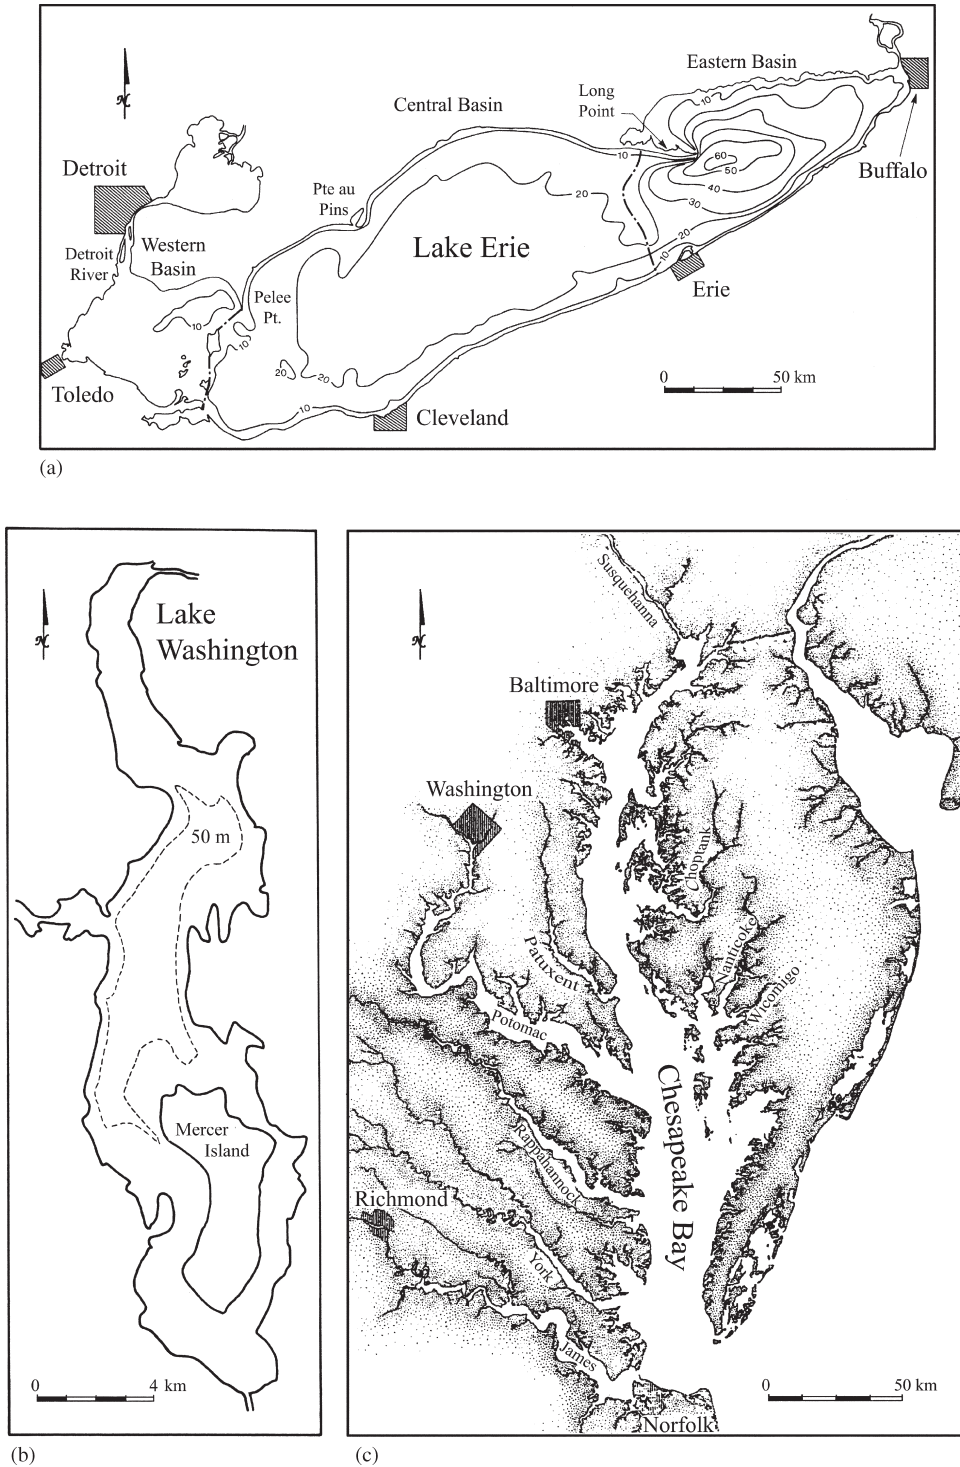 N
Detroit
Detroit
River
Western
Basin
Toledo
Pelee
Pt.
Pte au
Pins
Central Basin
Lake Erie
Long
Point
Eastern Basin
Buffalo
Erie
Cleveland
10
10
10
20
20
10
20
10
10
20
30
40
50
60
0 50 km
(a)
N
Lake
Washington
50 m
Mercer
Island
0 4 km
(b)
N
Susquehanna
Baltimore
Washington
Choptank
Patuxent
Nanticoke
Wicomigo
Potomac
Chesapeake Bay
Rappahannock
Richmond
York
James
Norfolk
0 50 km
(c)